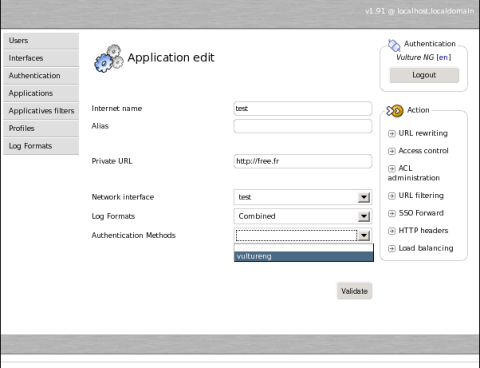 v1.91 @ localhost.localdomain
Users
Interfaces
Authentication
Applications
Applicatives filters
Profiles
Log Formats
Application edit
Internet name
test
Alias
Private URL
http://free.fr
Network interface
test
Log Formats
Combined
Authentication Methods
vultureng
Validate
Authentication
Vulture NG [en]
Logout
Action
URL rewriting
Access control
ACL
administration
URL filtering
SSO Forward
HTTP headers
Load balancing